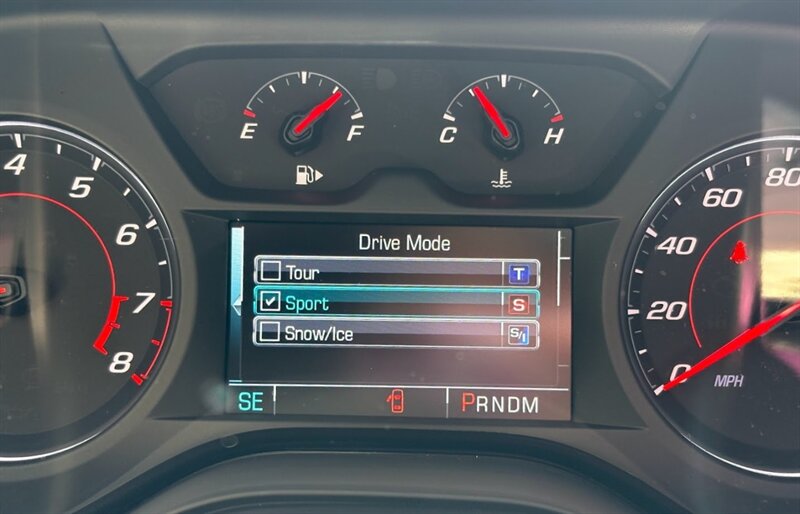 E F
C H
4
5
6
7
8
Drive Mode
Tour T
Sport S
Snow/Ice S/I
SE PRNDM
80
60
40
20
0
MPH